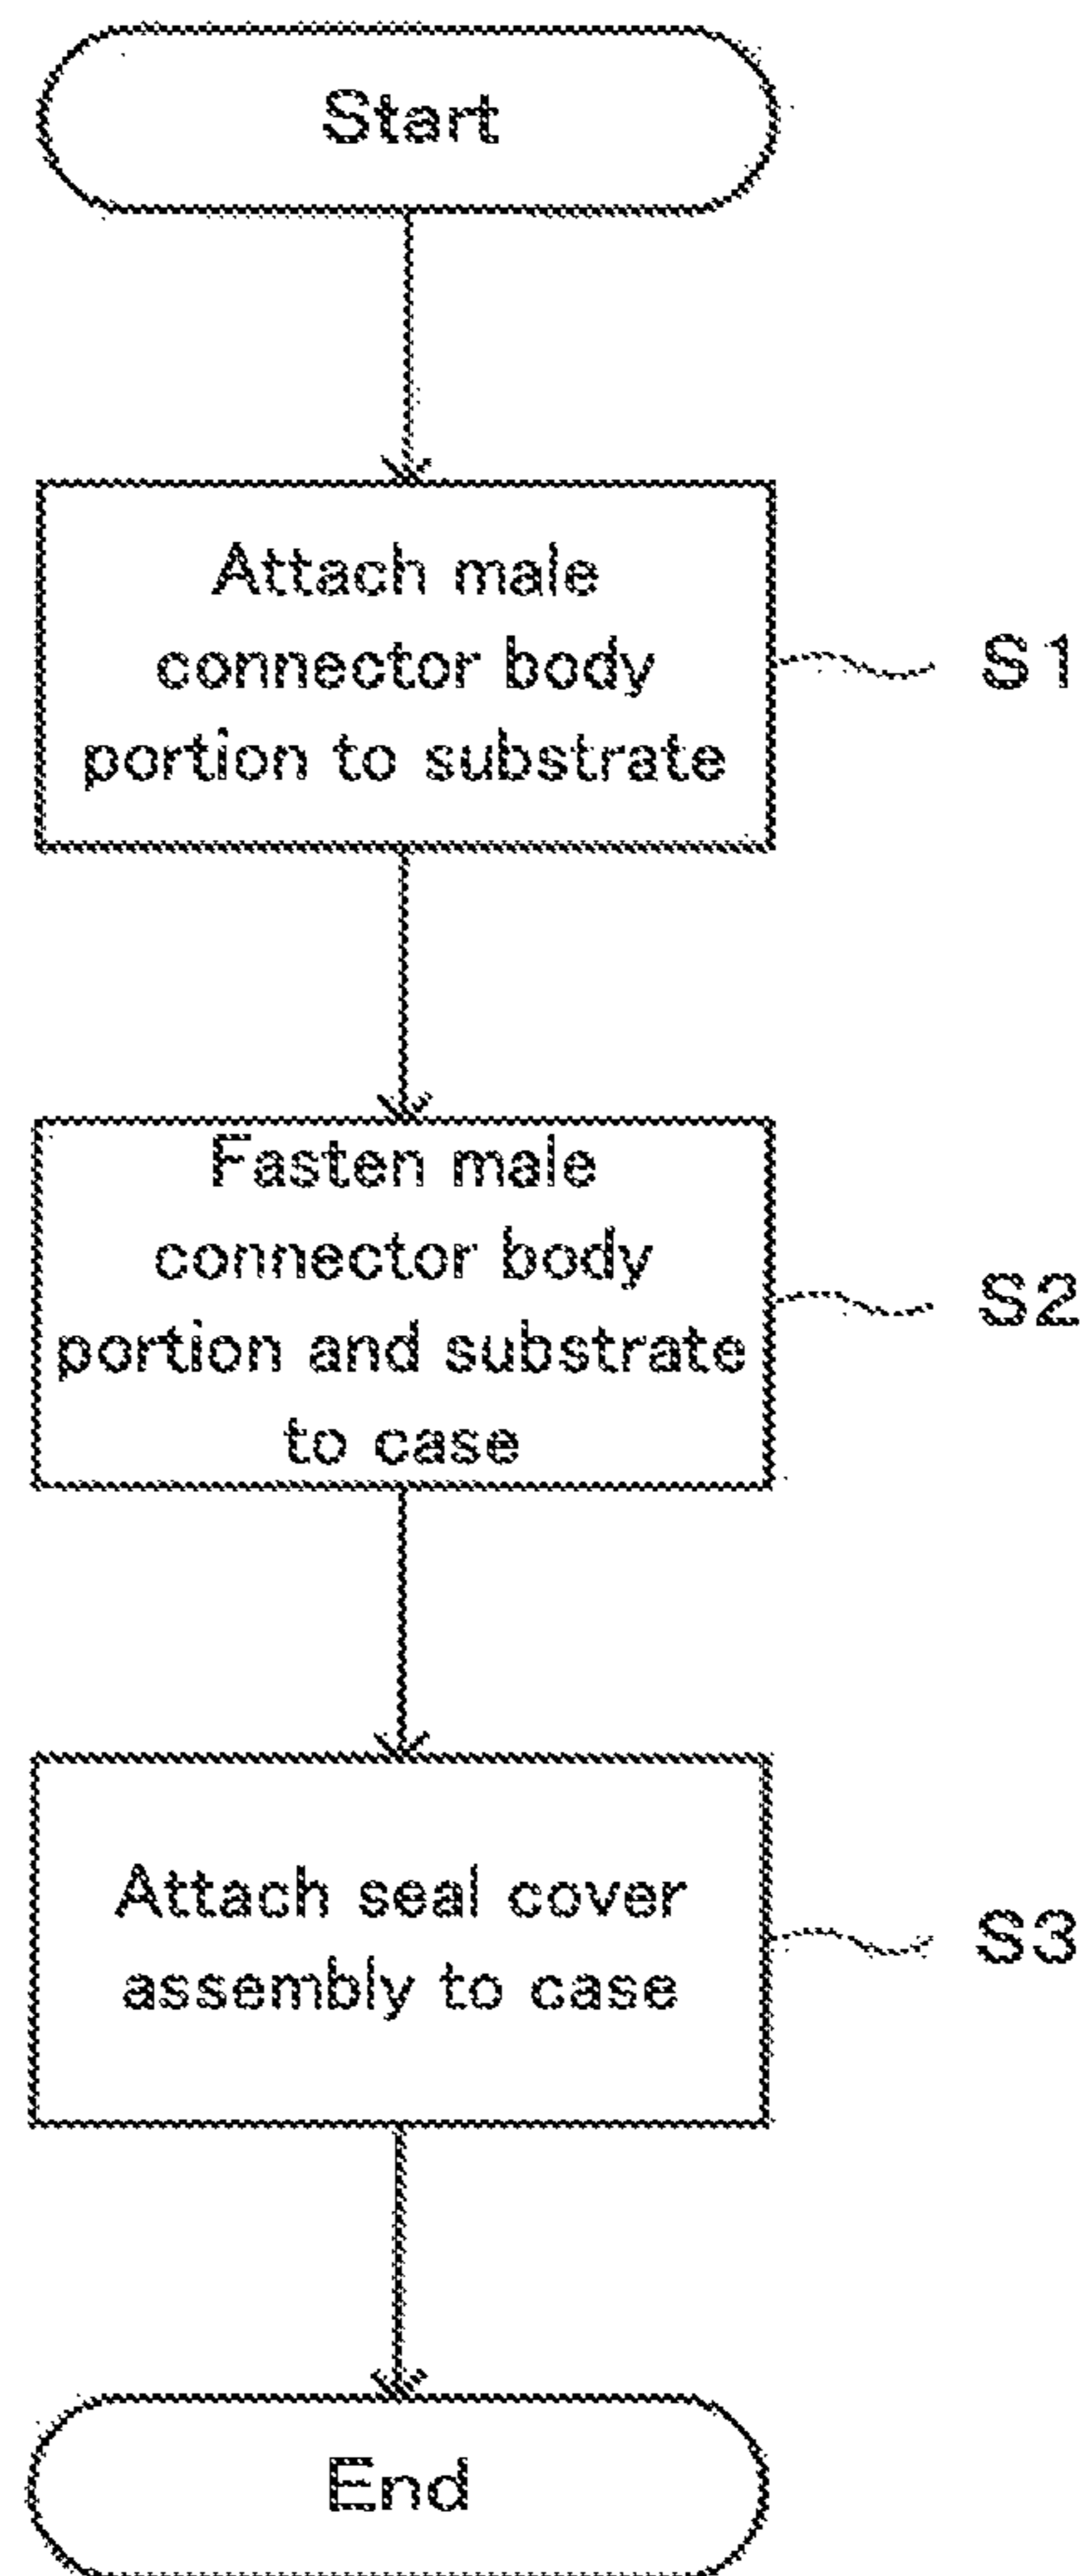 Start
Attach male
connector body
portion to substrate
S1
Fasten male
connector body
portion and substrate
to case
S2
Attach seal cover
assembly to case
S3
End